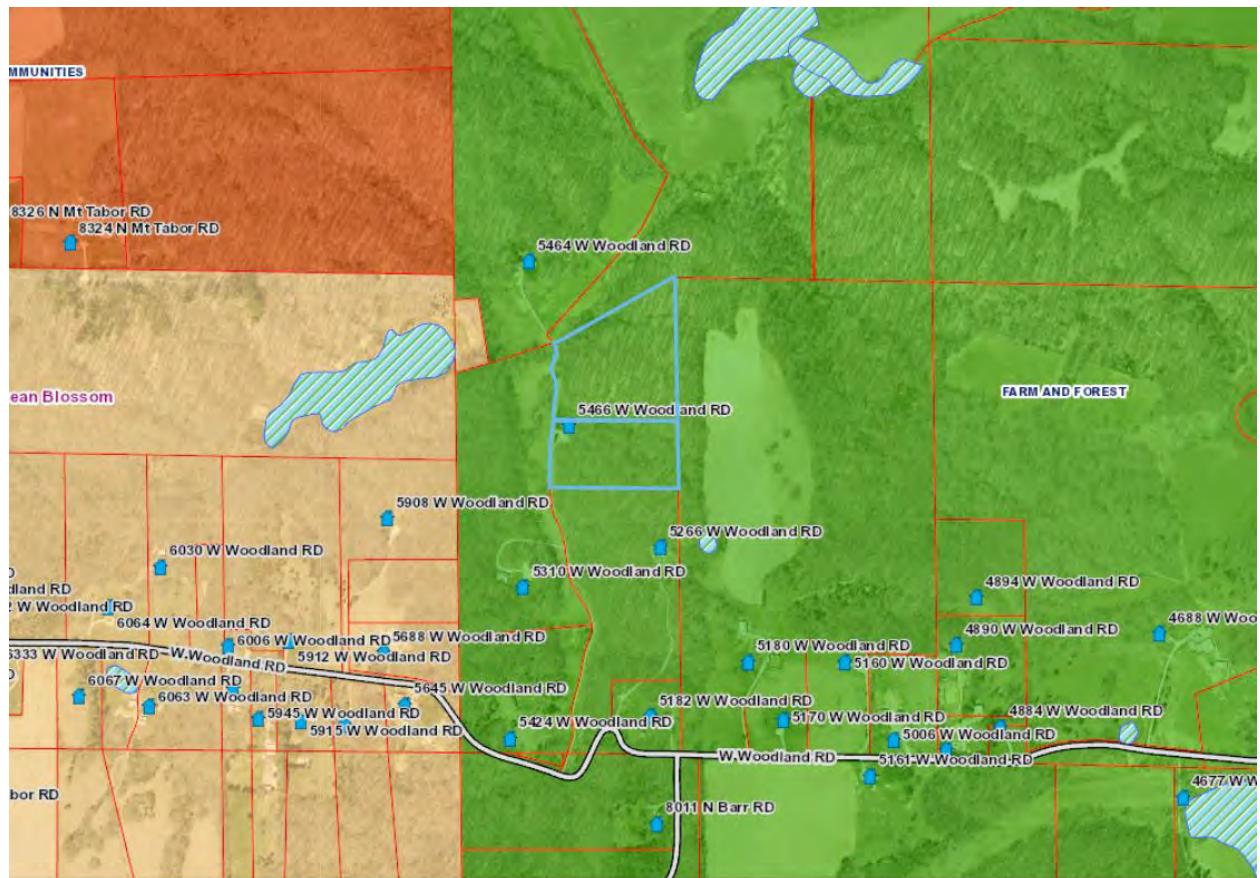 MMUNITIES
8326 N Mt Tabor RD
8324 N Mt Tabor RD
5464 W Woodland RD
ean Blossom
FARM AND FOREST
5466 W Woodland RD
5908 W Woodland RD
5266 W Woodland RD
6030 W Woodland RD
5310 W Woodland RD
4894 W Woodland RD
dland RD
2 W Woodland RD
6064 W Woodland RD
4688 W Woo
6006 W Woodland RD
5688 W Woodland RD
4890 W Woodland RD
6333 W Woodland RD
W Woodland RD
5912 W Woodland RD
5180 W Woodland RD
5160 W Woodland RD
6067 W Woodland RD
6063 W Woodland RD
5645 W Woodland RD
5182 W Woodland RD
4884 W Woodland RD
5945 W Woodland RD
5915 W Woodland RD
5424 W Woodland RD
5170 W Woodland RD
5006 W Woodland RD
W Woodland RD
5161 W Woodland RD
4677 W W
bor RD
8011 N Barr RD